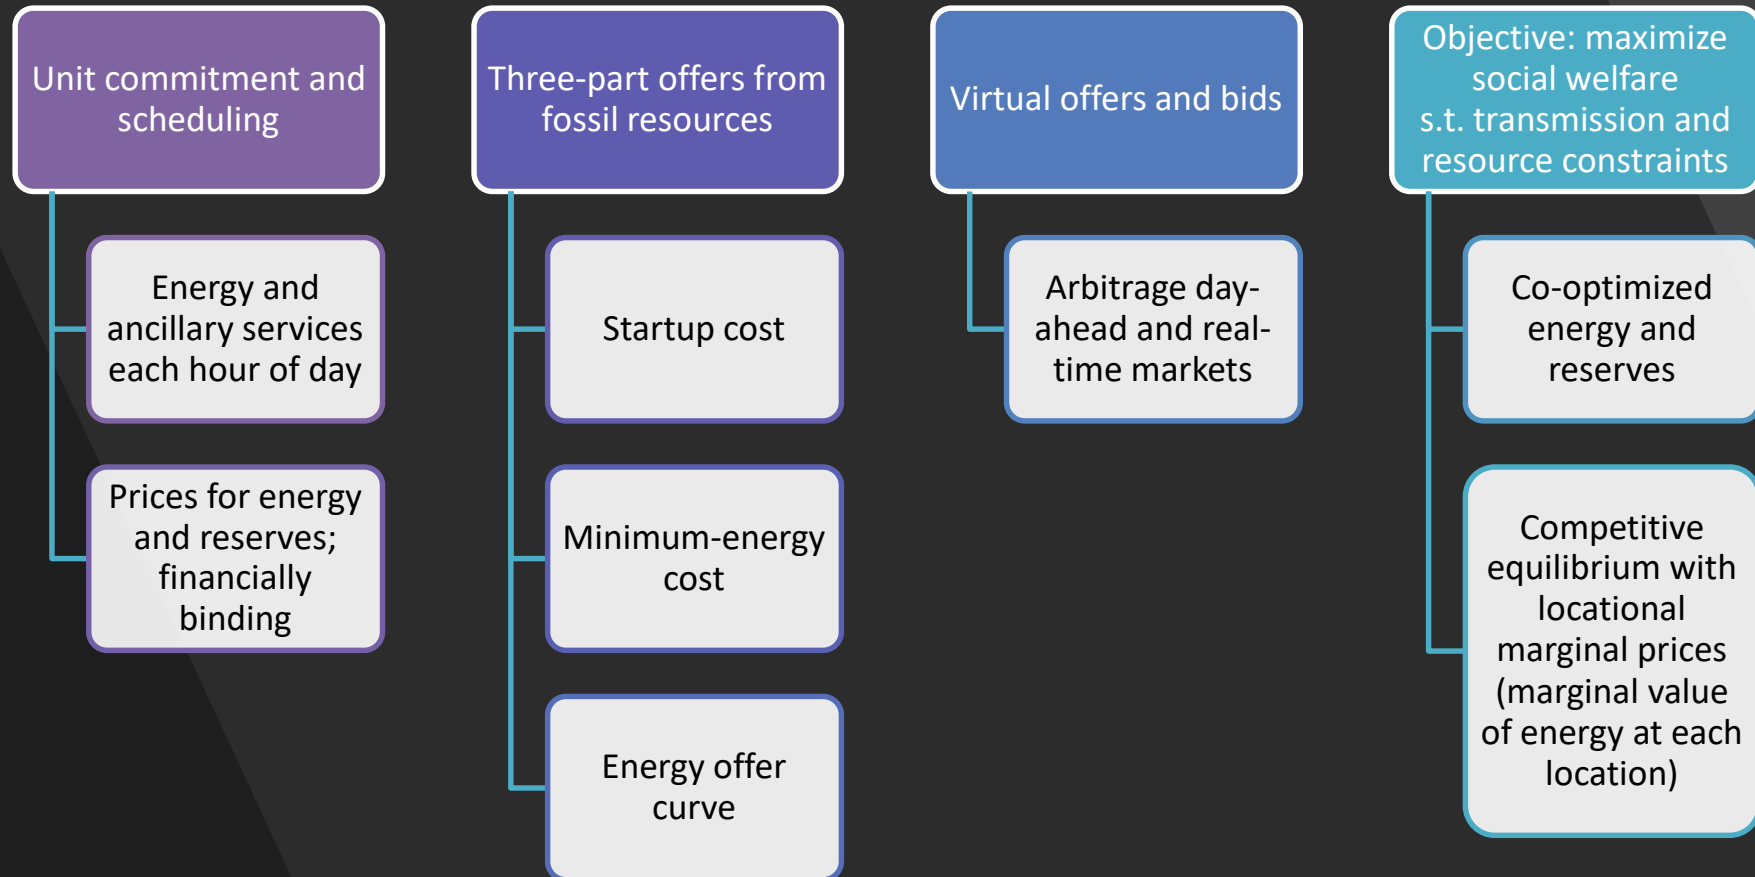 Unit commitment and
scheduling
Energy and
ancillary services
each hour of day
Prices for energy
and reserves;
financially
binding
Three-part offers from
fossil resources
Startup cost
Minimum-energy
cost
Energy offer
curve
Virtual offers and bids
Arbitrage day-
ahead and real-
time markets
Objective: maximize
social welfare
s.t. transmission and
resource constraints
Co-optimized
energy and
reserves
Competitive
equilibrium with
locational
marginal prices
(marginal value
of energy at each
location)